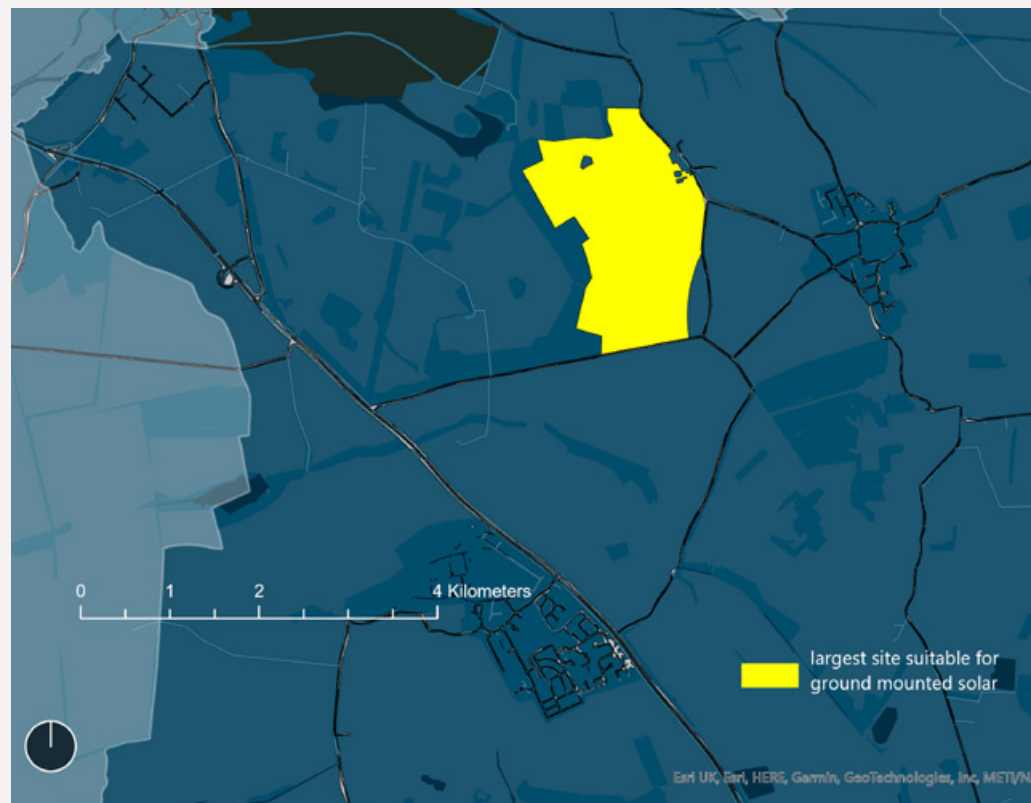 0 1 2 4 Kilometers
largest site suitable for
ground mounted solar
Esri UK, Esri, HERE, Garmin, GeoTechnologies, Inc, METI/N